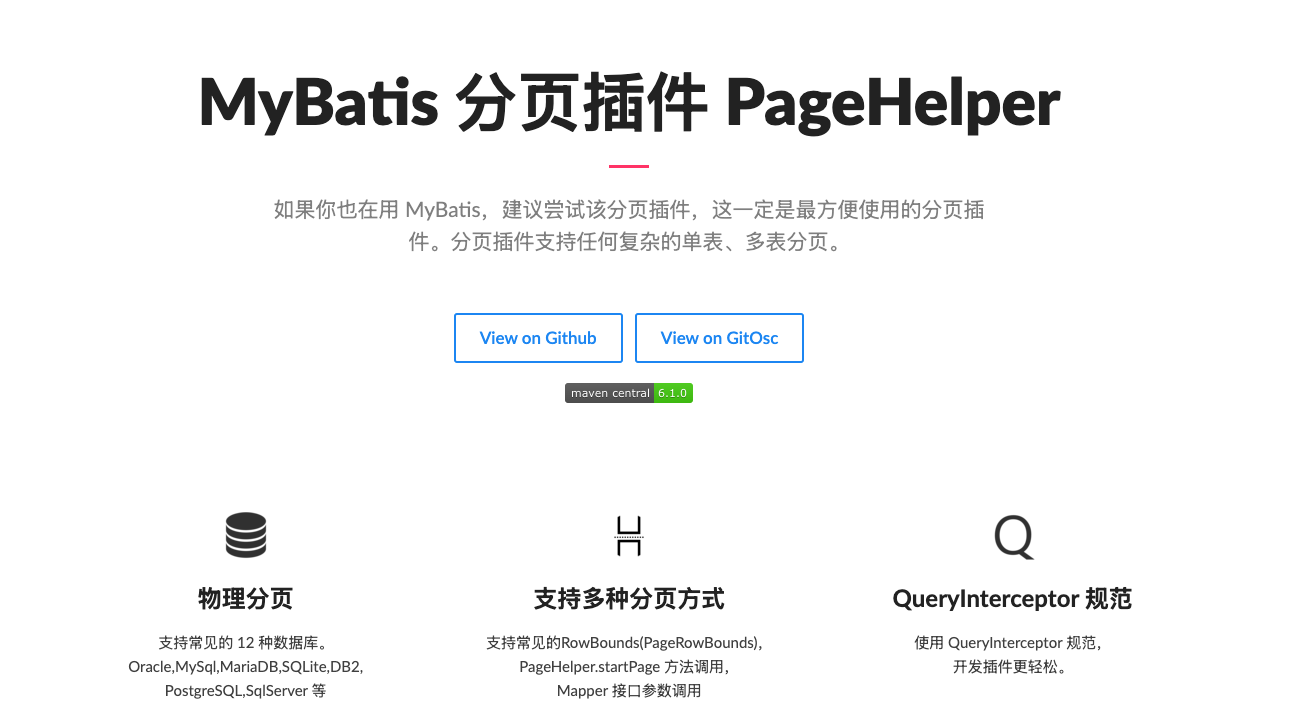 MyBatis 分页插件 PageHelper
如果你也在用 MyBatis，建议尝试该分页插件，这一定是最方便使用的分页插
件。分页插件支持任何复杂的单表、多表分页。
View on Github
View on GitOsc
maven central 6.1.0
物理分页
支持常见的 12 种数据库。
Oracle,MySql,MariaDB,SQLite,DB2,
PostgreSQL,SqlServer 等
支持多种分页方式
支持常见的RowBounds(PageRowBounds)，
PageHelper.startPage 方法调用，
Mapper 接口参数调用
Q
QueryInterceptor 规范
使用 QueryInterceptor 规范，
开发插件更轻松。